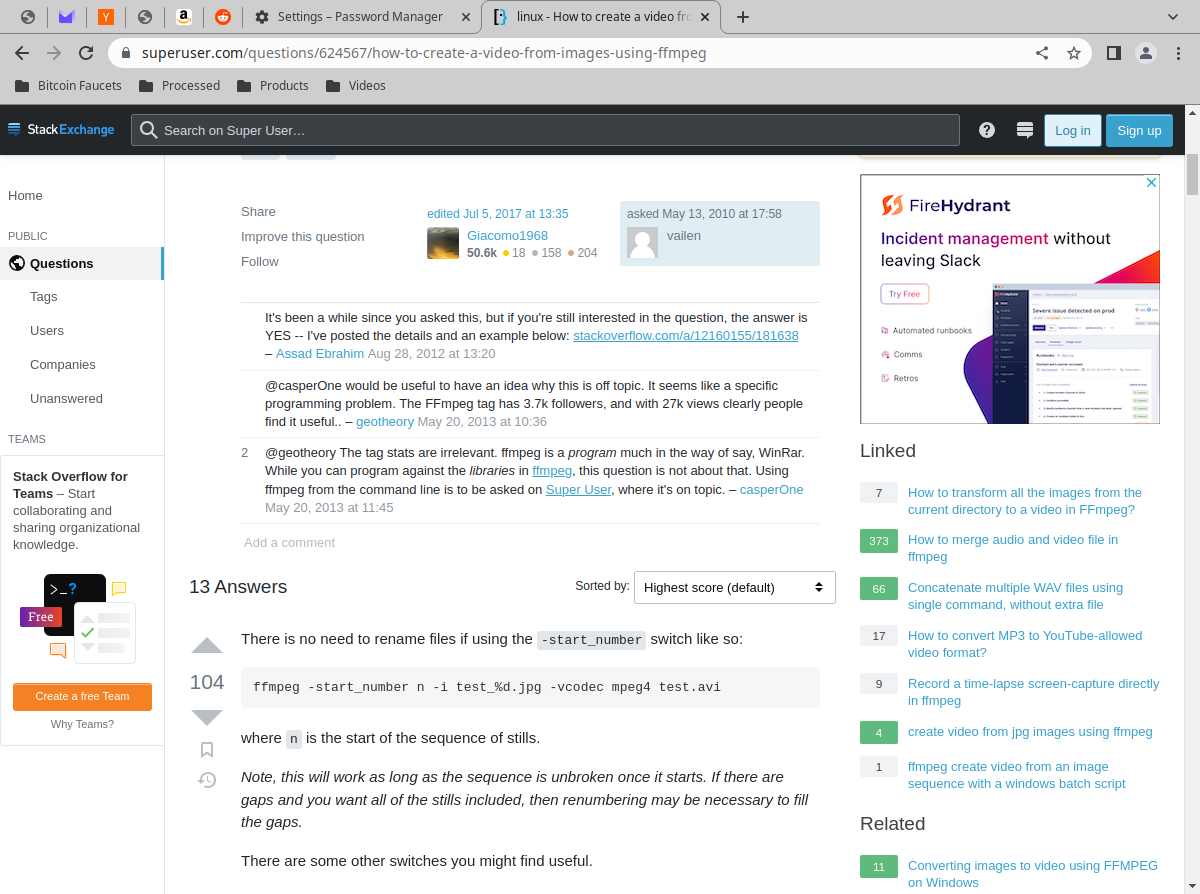 Settings – Password Manager
linux - How to create a video fro
superuser.com/questions/624567/how-to-create-a-video-from-images-using-ffmpeg
Bitcoin Faucets
Processed
Products
Videos
StackExchange
Search on Super User…
Log in
Sign up
Home
PUBLIC
Questions
Tags
Users
Companies
Unanswered
TEAMS
Stack Overflow for
Teams – Start
collaborating and
sharing organizational
knowledge.
>_?
Free
Create a free Team
Why Teams?
Share
Improve this question
Follow
edited Jul 5, 2017 at 13:35
Giacomo1968
50.6k 18 158 204
asked May 13, 2010 at 17:58
vailen
It's been a while since you asked this, but if you're still interested in the question, the answer is
YES -- I've posted the details and an example below: stackoverflow.com/a/12160155/181638
– Assad Ebrahim Aug 28, 2012 at 13:20
@casperOne would be useful to have an idea why this is off topic. It seems like a specific
programming problem. The FFmpeg tag has 3.7k followers, and with 27k views clearly people
find it useful.. – geotheory May 20, 2013 at 10:36
2
@geotheory The tag stats are irrelevant. ffmpeg is a program much in the way of say, WinRar.
While you can program against the libraries in ffmpeg, this question is not about that. Using
ffmpeg from the command line is to be asked on Super User, where it's on topic. – casperOne
May 20, 2013 at 11:45
Add a comment
13 Answers
Sorted by:
Highest score (default)
104
There is no need to rename files if using the -start_number switch like so:
ffmpeg -start_number n -i test_%d.jpg -vcodec mpeg4 test.avi
where n is the start of the sequence of stills.
Note, this will work as long as the sequence is unbroken once it starts. If there are
gaps and you want all of the stills included, then renumbering may be necessary to fill
the gaps.
There are some other switches you might find useful.
FireHydrant
Incident management without
leaving Slack
Try Free
Automated runbooks
Comms
Retros
Severe issue detected on prod
Linked
7
How to transform all the images from the
current directory to a video in FFmpeg?
373
How to merge audio and video file in
ffmpeg
66
Concatenate multiple WAV files using
single command, without extra file
17
How to convert MP3 to YouTube-allowed
video format?
9
Record a time-lapse screen-capture directly
in ffmpeg
4
create video from jpg images using ffmpeg
1
ffmpeg create video from an image
sequence with a windows batch script
Related
11
Converting images to video using FFMPEG
on Windows